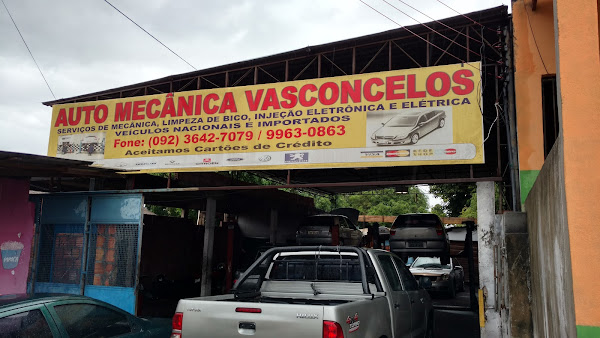 AUTO MECÂNICA VASCONCELOS
SERVIÇOS DE MECÂNICA, LIMPEZA DE BICO, INJEÇÃO ELETRÔNICA E ELÉTRICA
VEÍCULOS NACIONAIS E IMPORTADOS
Fone: (092) 3642-7079 / 9963-0863
Aceitamos Cartões de Crédito